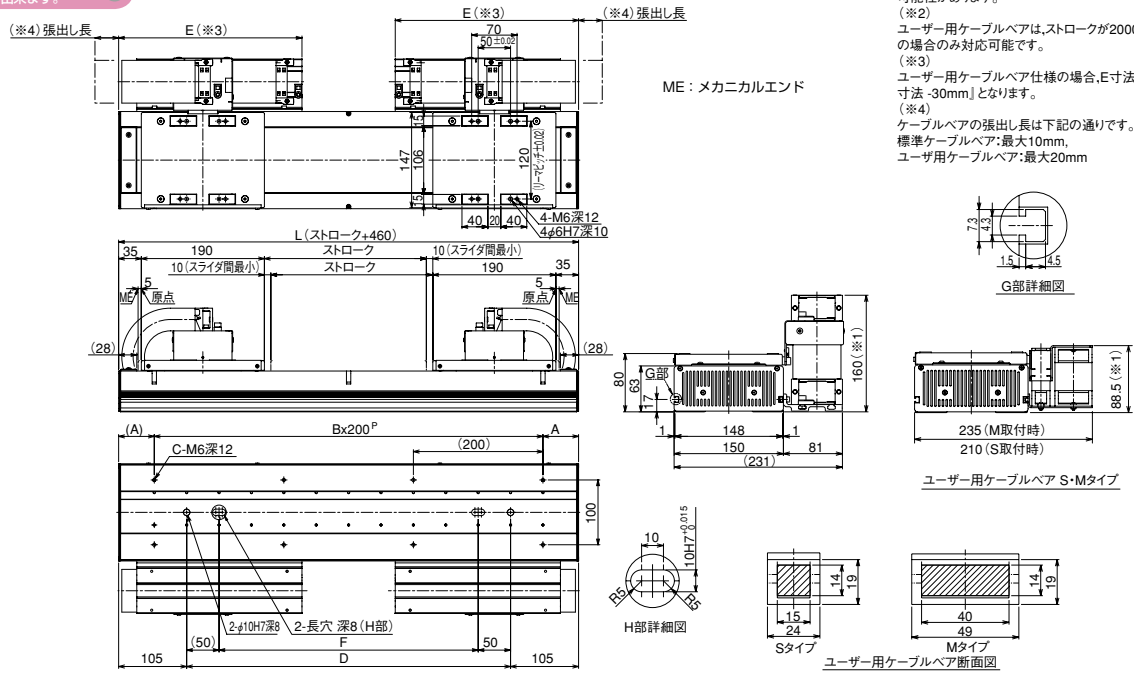 出来ます。
(※4)張出し長
E(※3)
E(※3)
(※4)張出し長
70
50±0.02
ME：メカニカルエンド
15
147
106
15
120
(リーマピッチ±0.02)
40
20
40
4-M6深12
4φ6H7深10
(※2)
ユーザー用ケーブルベアは、ストロークが2000
の場合のみ対応可能です。
(※3)
ユーザー用ケーブルベア仕様の場合、E寸法
寸法 -30mm』となります。
(※4)
ケーブルベアの張出し長は下記の通りです。
標準ケーブルベア：最大10mm,
ユーザ用ケーブルベア：最大20mm
7.3
4.3
1.5
4.5
G部詳細図
L(ストローク+460)
35
190
ストローク
10(スライダ間最小)
10(スライダ間最小)
ストローク
190
35
5
ME
原点
5
原点
ME
(28)
(28)
80
63
17
G部
1
148
1
150
81
(231)
160(※1)
88.5(※1)
235(M取付時)
210(S取付時)
ユーザー用ケーブルベア S・Mタイプ
(A)
Bx200P
A
C-M6深12
(200)
100
2-φ10H7深8
2-長穴 深8(H部)
(50)
F
50
105
D
105
10
10H7+0.015 0
R5
R5
H部詳細図
14
19
15
24
Sタイプ
14
19
40
49
Mタイプ
ユーザー用ケーブルベア断面図